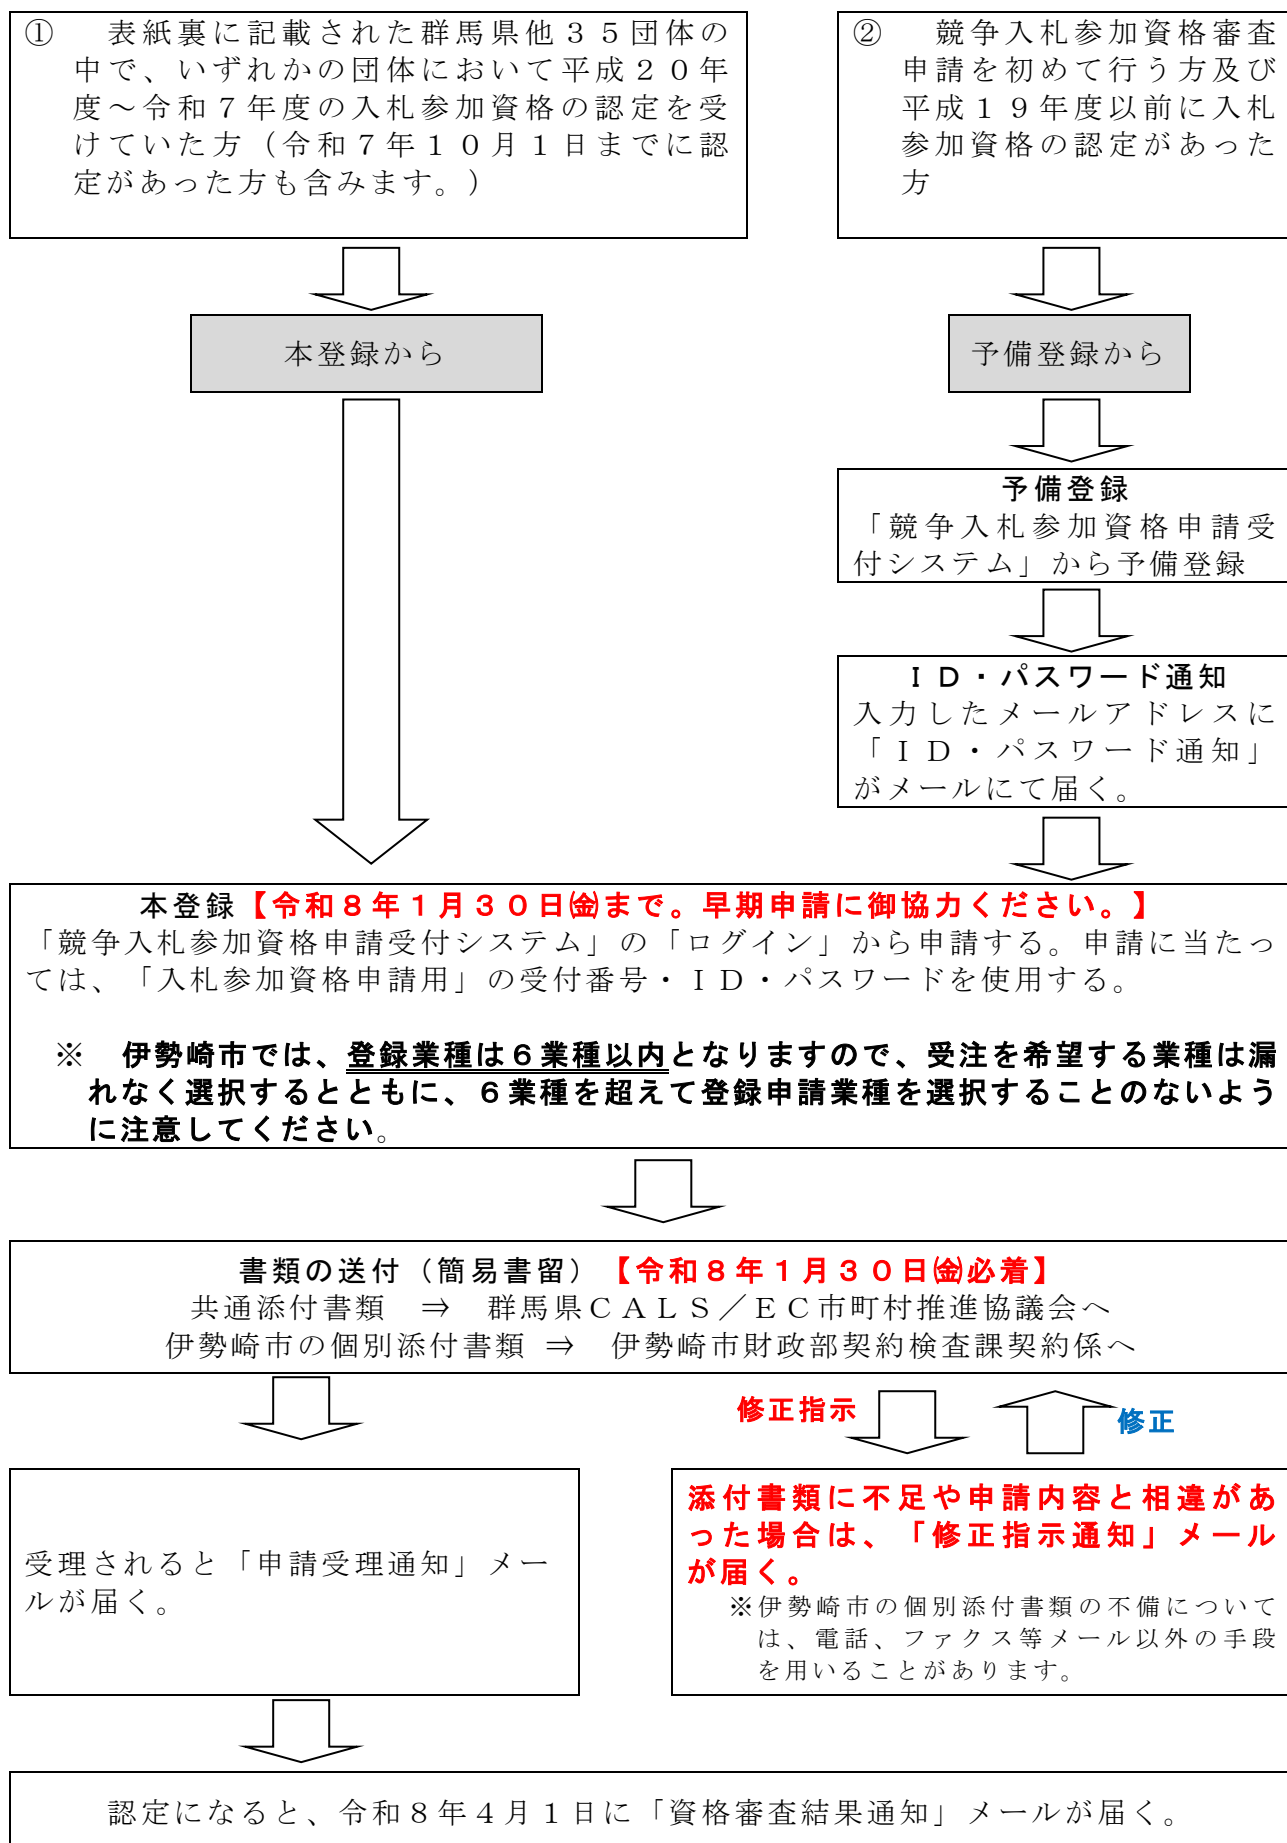 ① 表紙裏に記載された群馬県他３５団体の
中で、いずれかの団体において平成２０年
度～令和７年度の入札参加資格の認定を受
けていた方（令和７年１０月１日までに認
定があった方も含みます。）
② 競争入札参加資格審査
申請を初めて行う方及び
平成１９年度以前に入札
参加資格の認定があった
方
本登録から
予備登録から
予備登録
「競争入札参加資格申請受
付システム」から予備登録
ＩＤ・パスワード通知
入力したメールアドレスに
「ＩＤ・パスワード通知」
がメールにて届く。
本登録【令和８年１月３０日㈮まで。早期申請に御協力ください。】
「競争入札参加資格申請受付システム」の「ログイン」から申請する。申請に当たっ
ては、「入札参加資格申請用」の受付番号・ＩＤ・パスワードを使用する。
※ 伊勢崎市では、登録業種は６業種以内となりますので、受注を希望する業種は漏
れなく選択するとともに、６業種を超えて登録申請業種を選択することのないよう
に注意してください。
書類の送付（簡易書留）【令和８年１月３０日㈮必着】
共通添付書類 ⇒ 群馬県ＣＡＬＳ／ＥＣ市町村推進協議会へ
伊勢崎市の個別添付書類 ⇒ 伊勢崎市財政部契約検査課契約係へ
修正指示
修正
受理されると「申請受理通知」メー
ルが届く。
添付書類に不足や申請内容と相違があ
った場合は、「修正指示通知」メール
が届く。
※伊勢崎市の個別添付書類の不備について
は、電話、ファクス等メール以外の手段
を用いることがあります。
認定になると、令和８年４月１日に「資格審査結果通知」メールが届く。